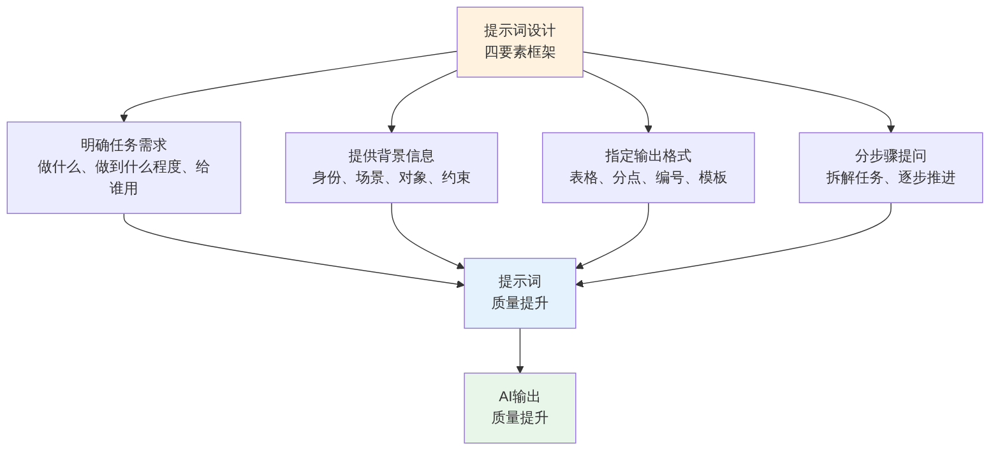 提示词设计
四要素框架
明确任务需求
做什么、做到什么程度、给
谁用
提供背景信息
身份、场景、对象、约束
指定输出格式
表格、分点、编号、模板
分步骤提问
拆解任务、逐步推进
提示词
质量提升
AI输出
质量提升